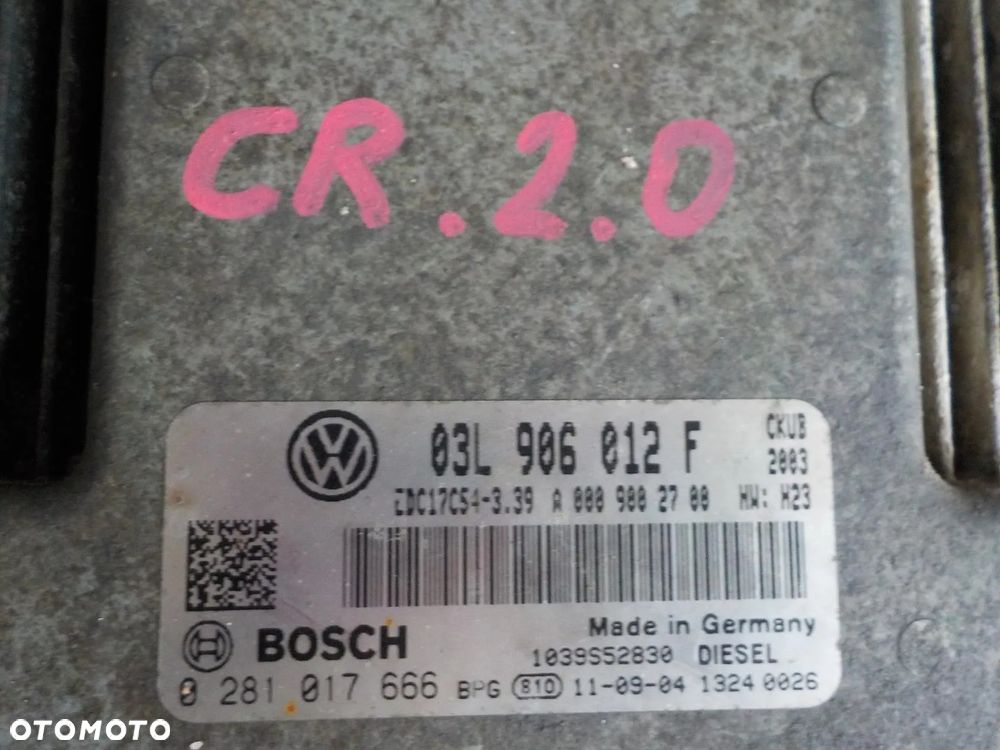 CR.2.0
03L 906 012 F
CKUB
2003
EDC17C54-3.39 A 000 900 27 00 HW: H23
Made in Germany
BOSCH
1039S52830 DIESEL
0 281 017 666 BPG 810 11-09-04 1324 0026
OTOMOTO